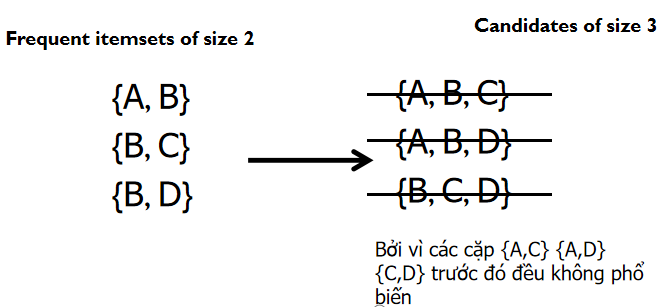 Frequent itemsets of size 2
Candidates of size 3
{A, B}
{B, C}
{B, D}
{A, B, C}
{A, B, D}
{B, C, D}
Bởi vì các cặp {A,C} {A,D}
{C,D} trước đó đều không phổ
biến